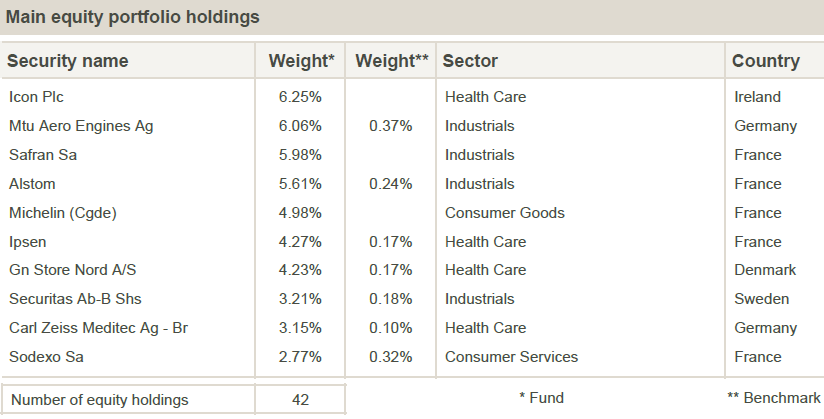 Main equity portfolio holdings
Security name Weight* Weight** Sector Country
Icon Plc 6.25% Health Care Ireland
Mtu Aero Engines Ag 6.06% 0.37% Industrials Germany
Safran Sa 5.98% Industrials France
Alstom 5.61% 0.24% Industrials France
Michelin (Cgde) 4.98% Consumer Goods France
Ipsen 4.27% 0.17% Health Care France
Gn Store Nord A/S 4.23% 0.17% Health Care Denmark
Securitas Ab-B Shs 3.21% 0.18% Industrials Sweden
Carl Zeiss Meditec Ag - Br 3.15% 0.10% Health Care Germany
Sodexo Sa 2.77% 0.32% Consumer Services France
Number of equity holdings 42 * Fund ** Benchmark